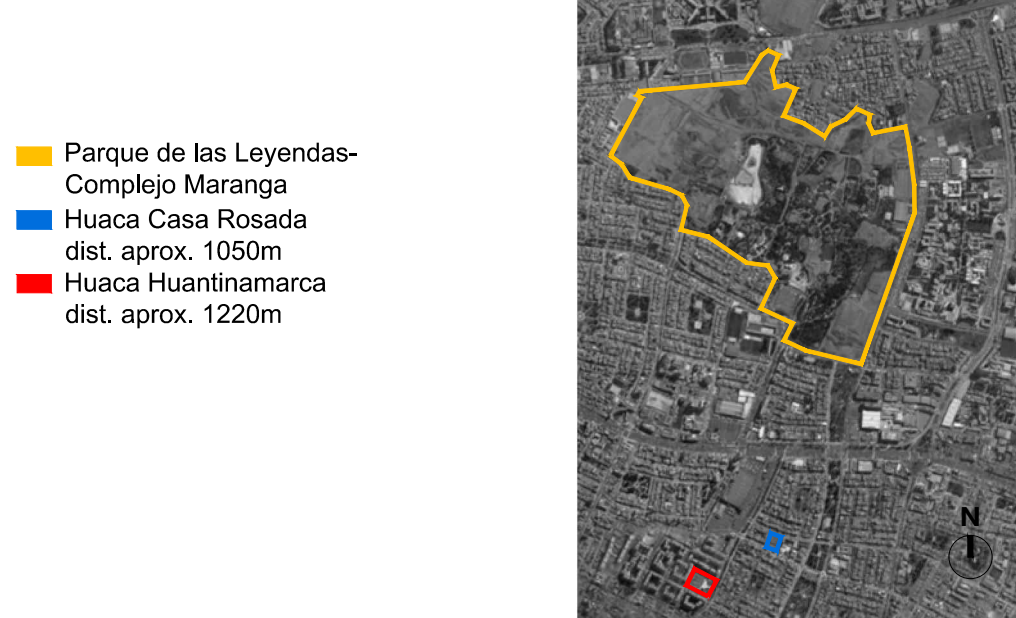 Parque de las Leyendas-
Complejo Maranga
Huaca Casa Rosada
dist. aprox. 1050m
Huaca Huantinamarca
dist. aprox. 1220m
N